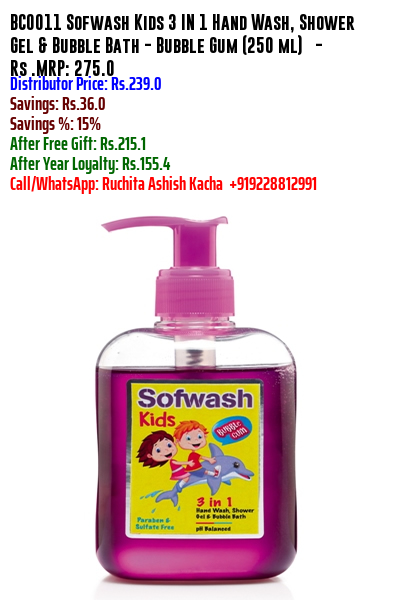 BC0011 Sofwash Kids 3 IN 1 Hand Wash, Shower
Gel & Bubble Bath - Bubble Gum (250 ml) -
Rs .MRP: 275.0
Distributor Price: Rs.239.0
Savings: Rs.36.0
Savings %: 15%
After Free Gift: Rs.215.1
After Year Loyalty: Rs.155.4
Call/WhatsApp: Ruchita Ashish Kacha +919228812991
Sofwash
Kids
BUBBLE
GUM
3 in 1
Hand Wash, Shower
Gel & Bubble Bath
pH Balanced
Paraben &
Sulfate Free